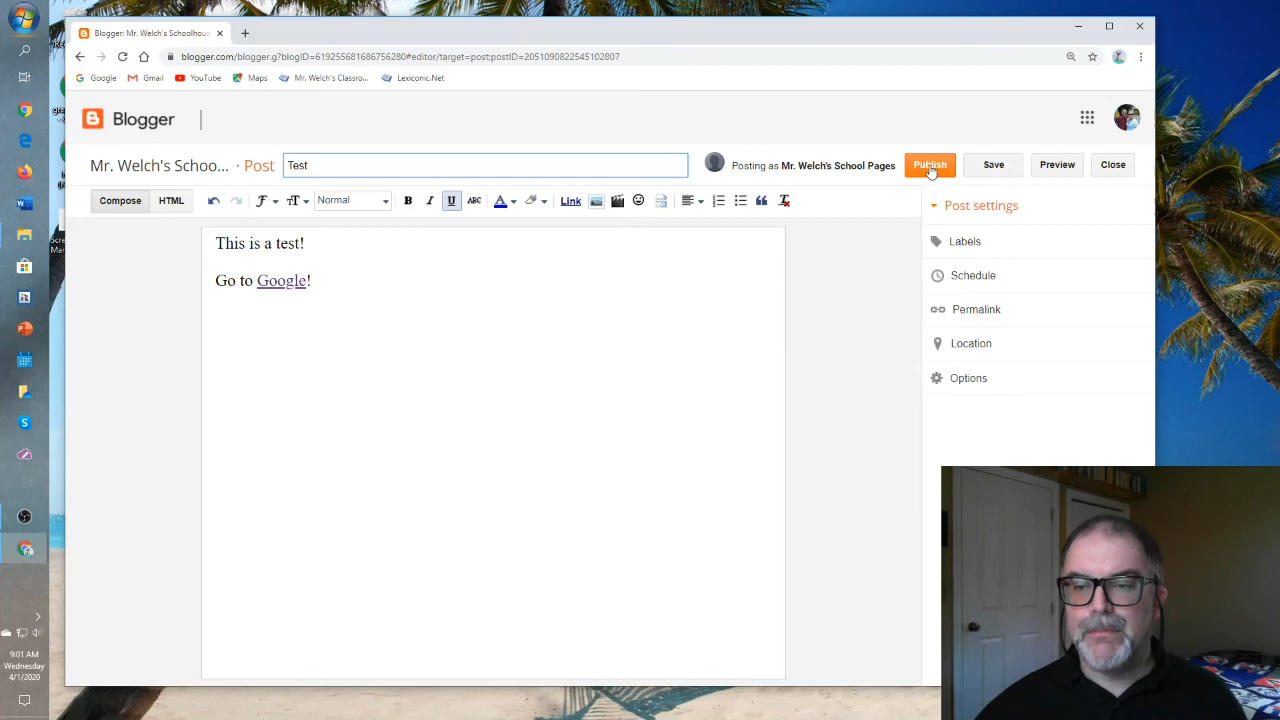 Blogger: Mr. Welch's Schoolhous
blogger.com/blogger.g?blogID=619255681686756280#editor/target=post;postID=2051090822545102807
Google Gmail YouTube Maps Mr. Welch's Classro... Lexiconic.Net
Blogger
Mr. Welch's Schoo... · Post Test Posting as Mr. Welch's School Pages Publish Save Preview Close
Compose HTML Normal B I U ABC A Link
Post settings
This is a test!
Labels
Schedule
Go to Google!
Permalink
Location
Options
9:01 AM
Wednesday
4/1/2020